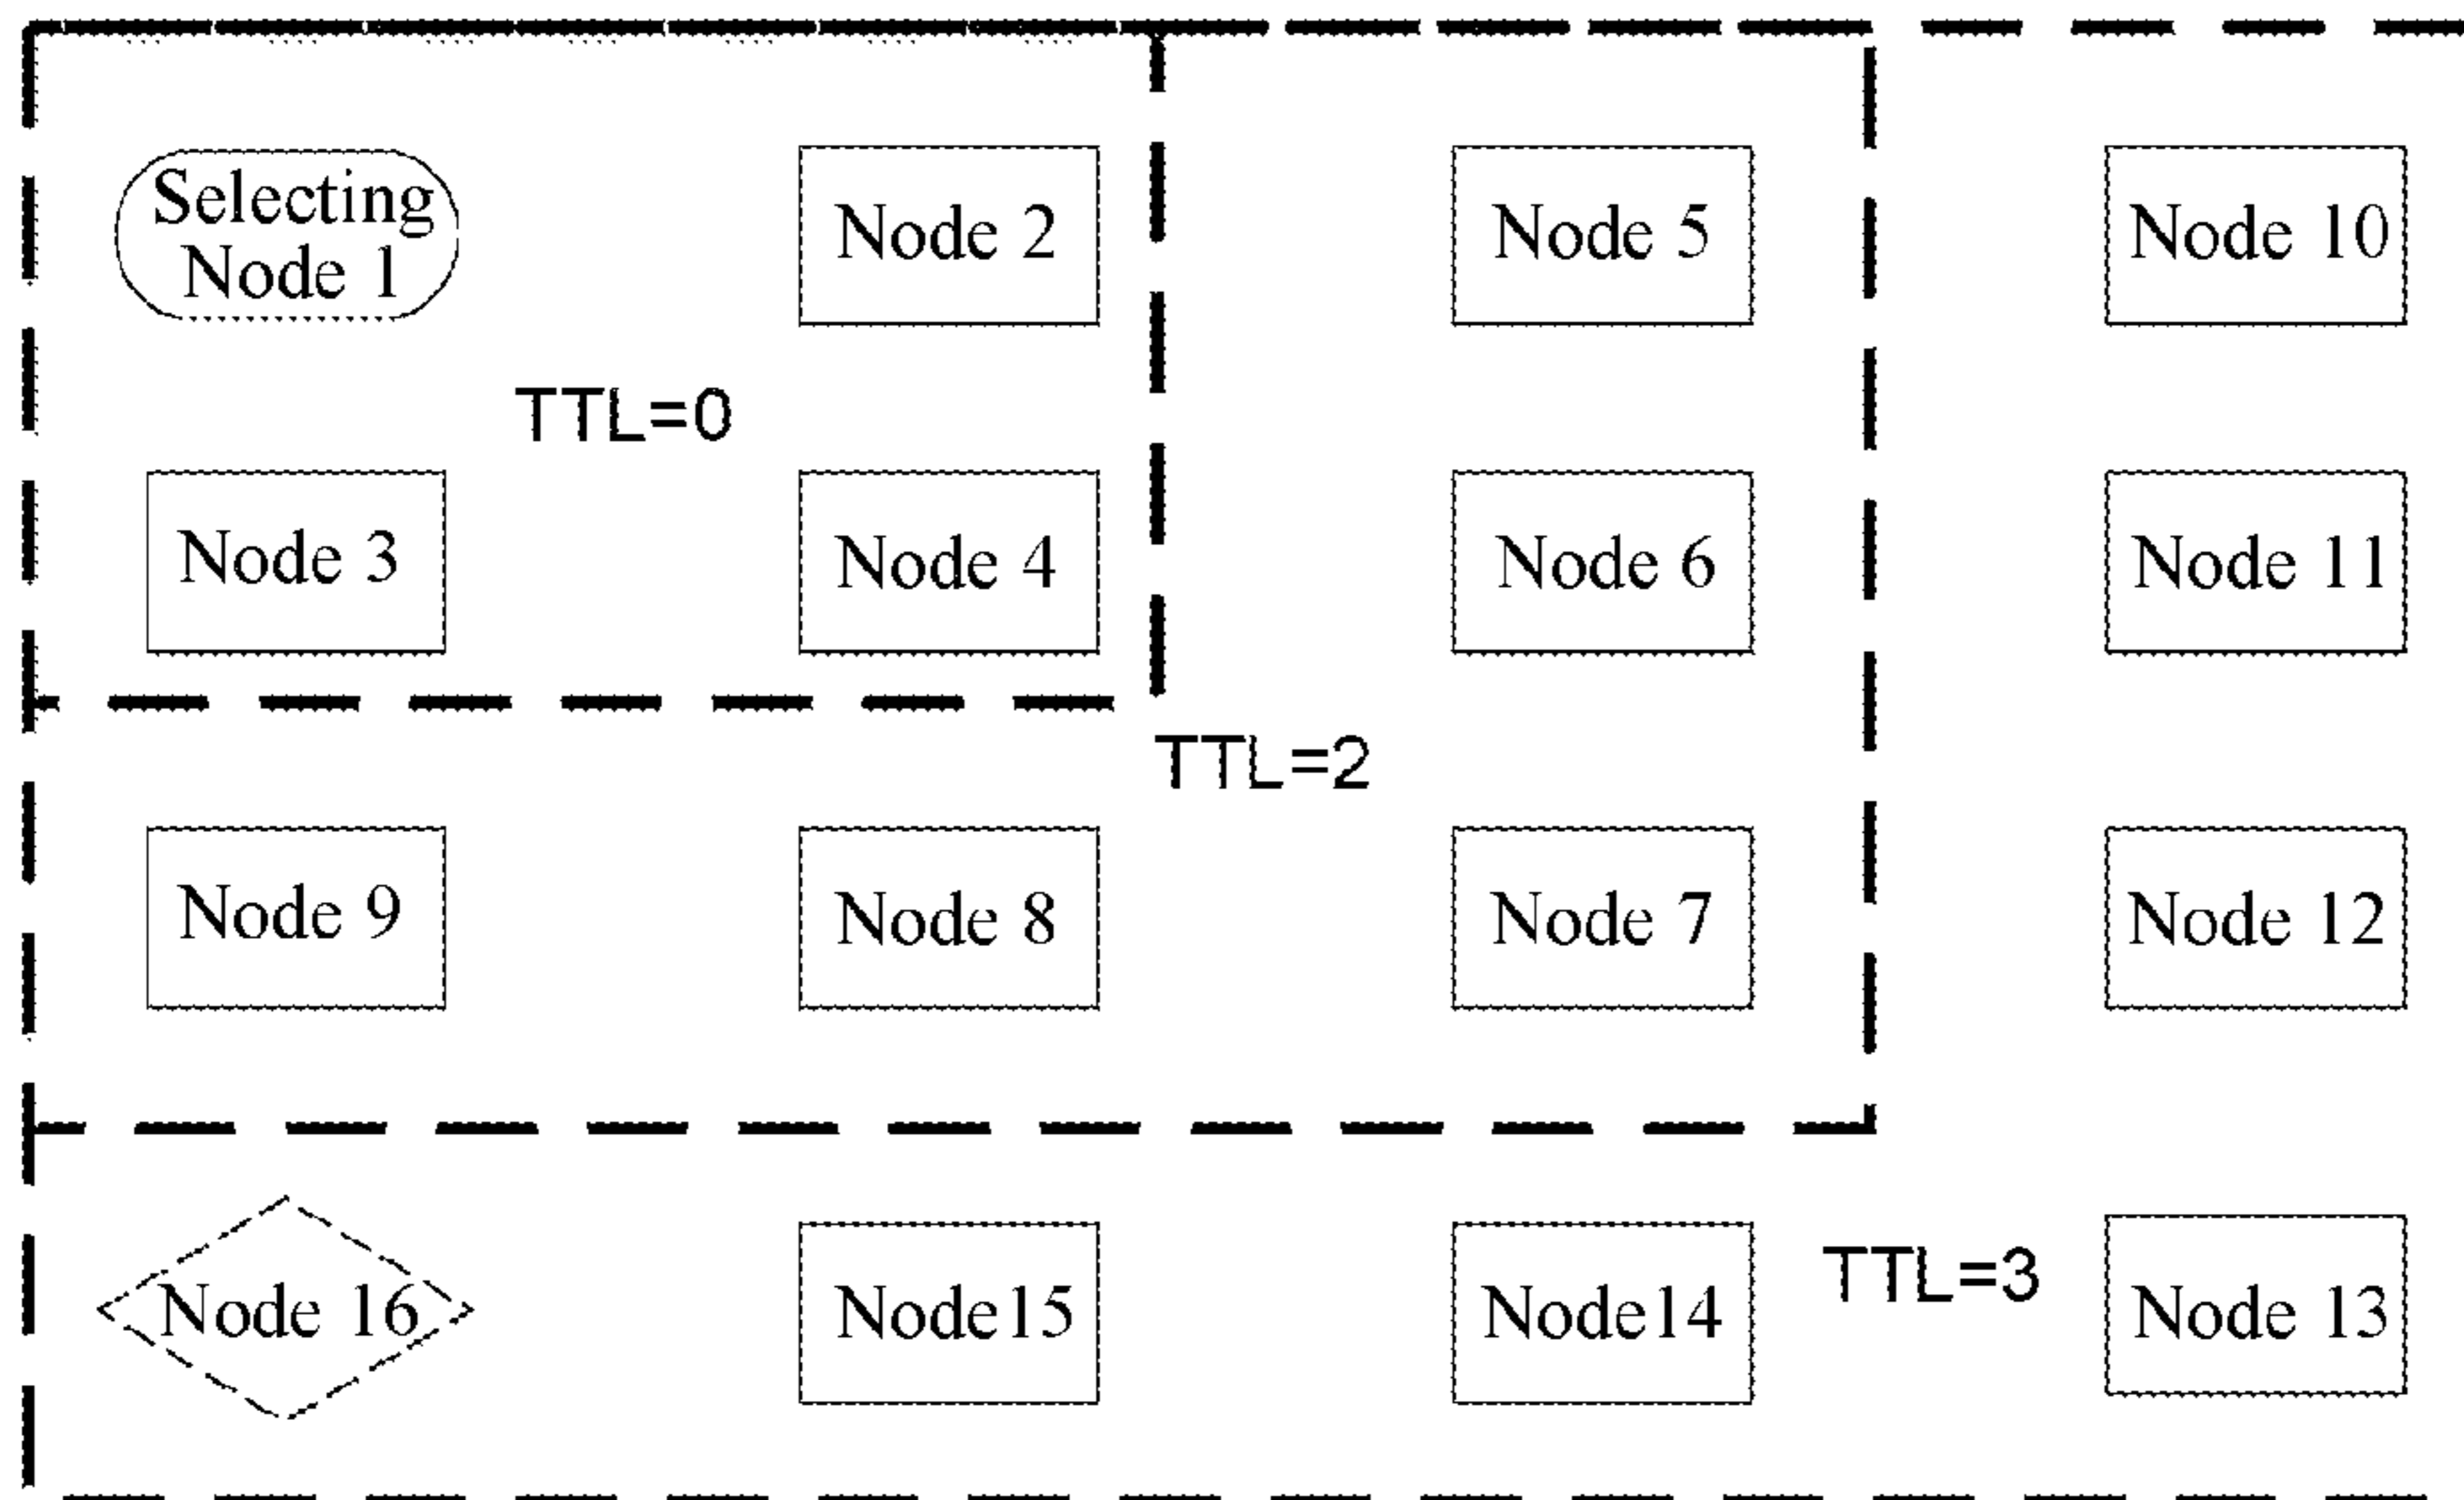 Selecting
Node 1
Node 2
Node 5
Node 10
TTL=0
Node 3
Node 4
Node 6
Node 11
TTL=2
Node 9
Node 8
Node 7
Node 12
Node 16
Node15
Node14
TTL=3
Node 13